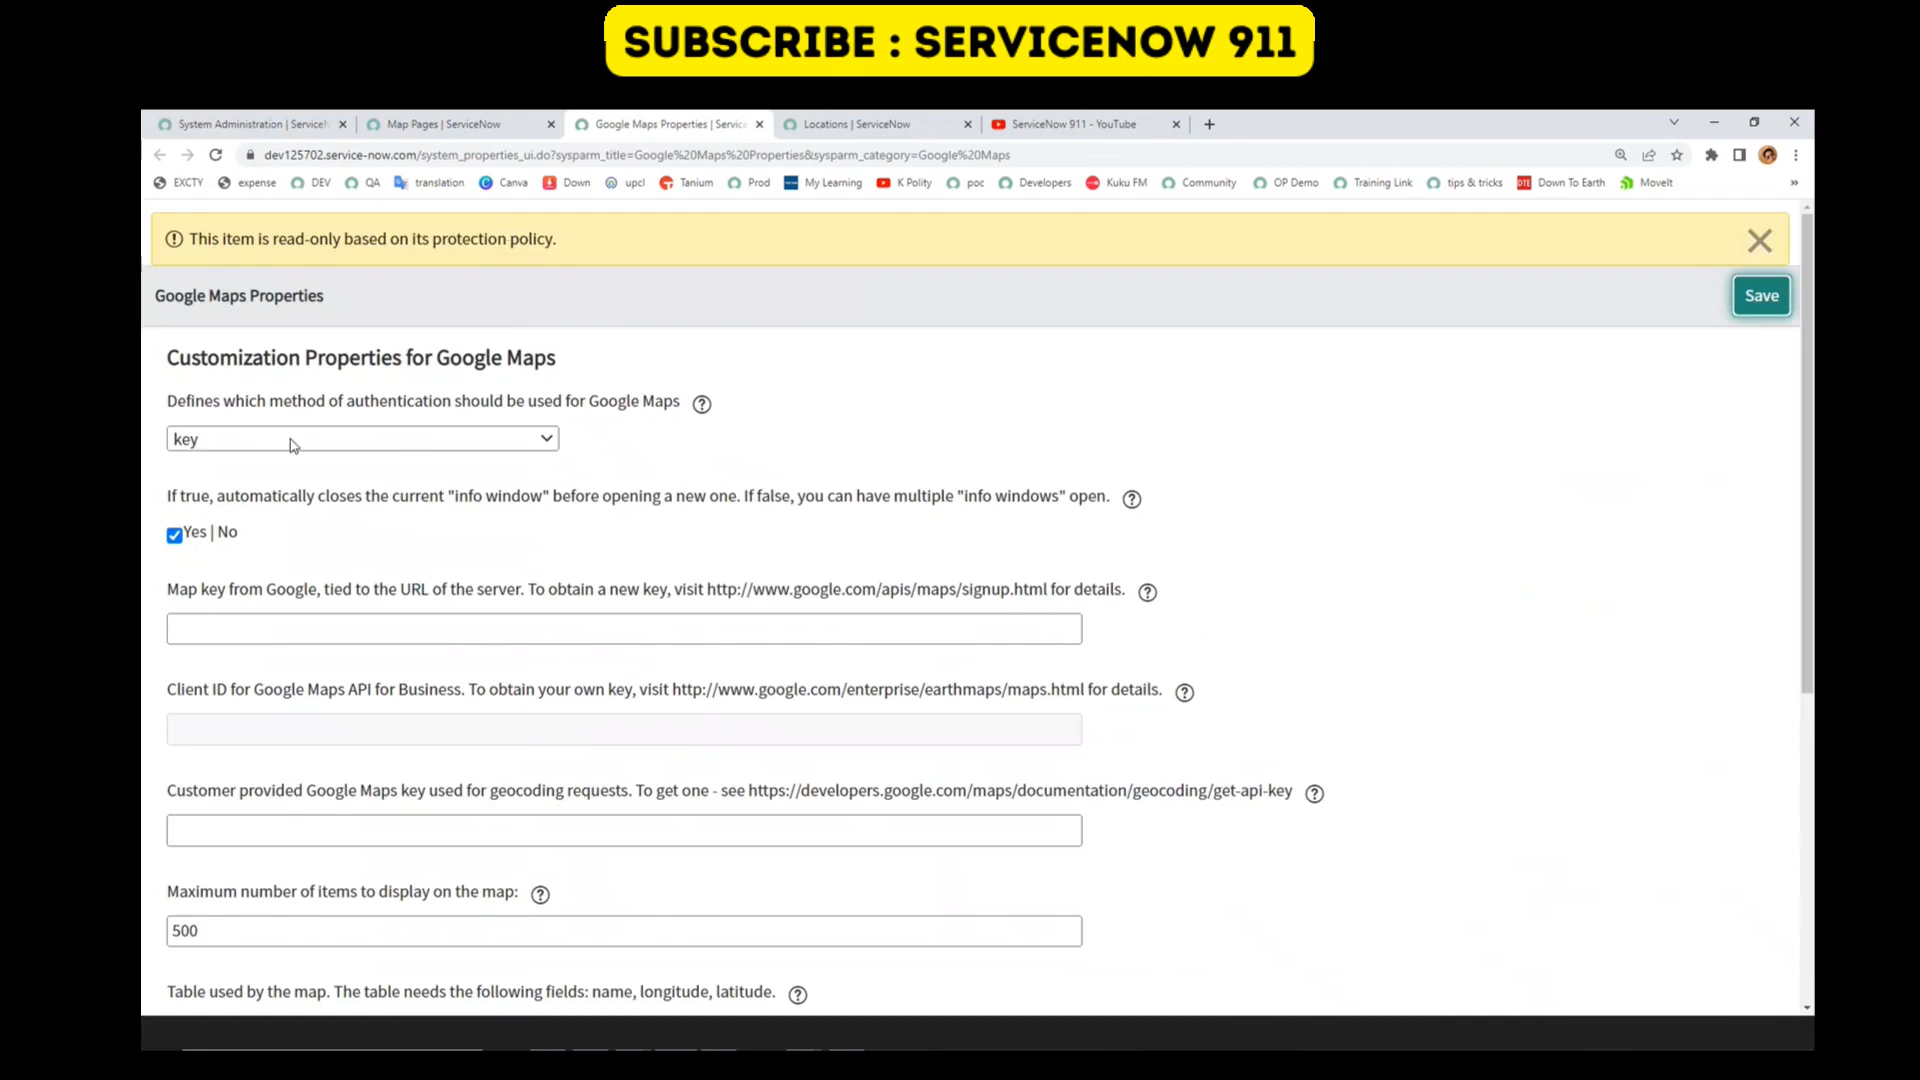 SUBSCRIBE : SERVICENOW 911
System Administration | ServiceN
Map Pages | ServiceNow
Google Maps Properties | Service
Locations | ServiceNow
ServiceNow 911 - YouTube
dev125702.service-now.com/system_properties_ui.do?sysparm_title=Google%20Maps%20Properties&sysparm_category=Google%20Maps
EXCTY expense DEV QA translation Canva Down upcl Tanium Prod My Learning K Polity poc Developers Kuku FM Community OP Demo Training Link tips & tricks DTE Down To Earth MoveIt »
This item is read-only based on its protection policy.
Google Maps Properties
Save
Customization Properties for Google Maps
Defines which method of authentication should be used for Google Maps
key
If true, automatically closes the current "info window" before opening a new one. If false, you can have multiple "info windows" open.
Yes | No
Map key from Google, tied to the URL of the server. To obtain a new key, visit http://www.google.com/apis/maps/signup.html for details.
Client ID for Google Maps API for Business. To obtain your own key, visit http://www.google.com/enterprise/earthmaps/maps.html for details.
Customer provided Google Maps key used for geocoding requests. To get one - see https://developers.google.com/maps/documentation/geocoding/get-api-key
Maximum number of items to display on the map:
500
Table used by the map. The table needs the following fields: name, longitude, latitude.